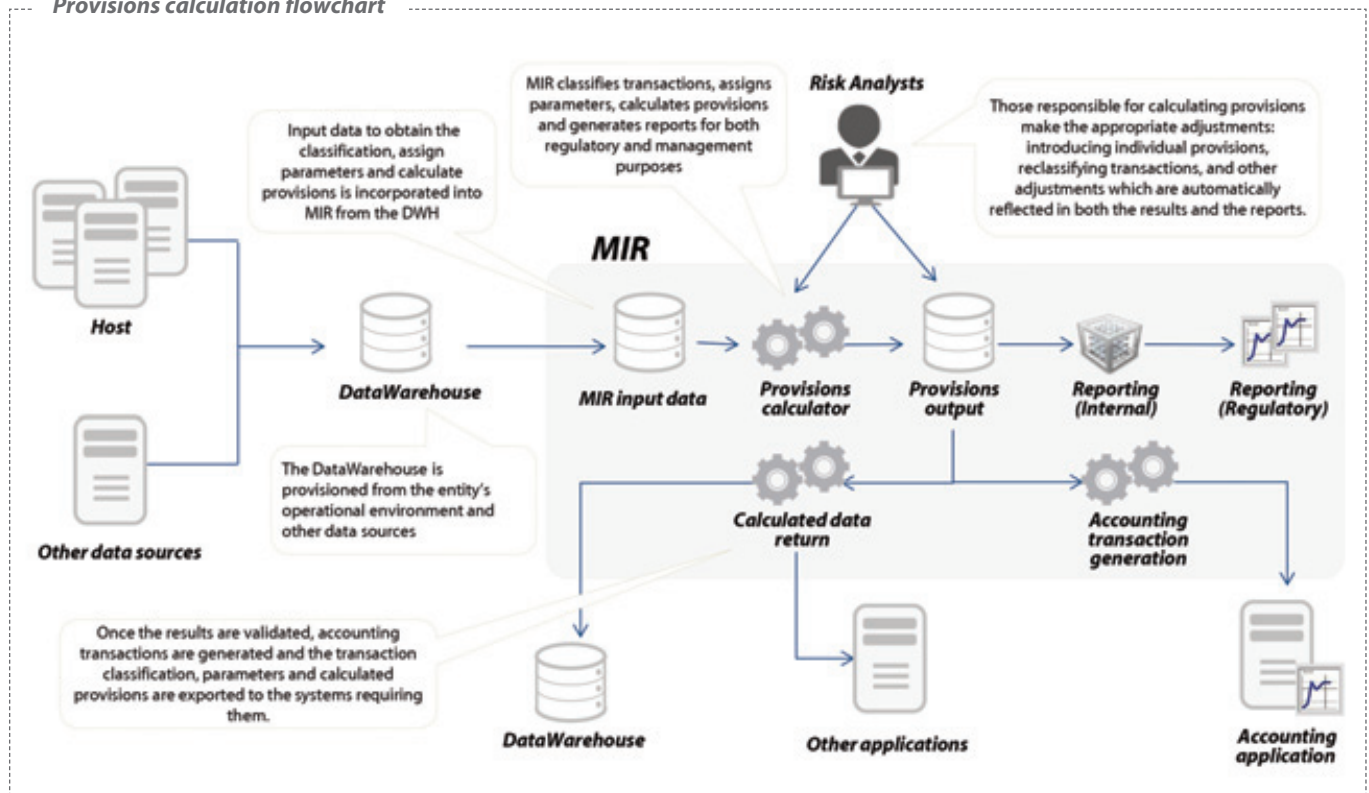 Provisions calculation flowchart
MIR classifies transactions, assigns
parameters, calculates provisions
and generates reports for both
regulatory and management
purposes
Risk Analysts
Those responsible for calculating provisions
make the appropriate adjustments:
introducing individual provisions,
reclassifying transactions, and other
adjustments which are automatically
reflected in both the results and the reports.
Input data to obtain the
classification, assign
parameters and calculate
provisions is incorporated into
MIR from the DWH
MIR
Host
DataWarehouse
MIR input data
Provisions
calculator
Provisions
output
Reporting
(Internal)
Reporting
(Regulatory)
The DataWarehouse is
provisioned from the entity's
operational environment and
other data sources
Other data sources
Calculated data
return
Accounting
transaction
generation
Once the results are validated, accounting
transactions are generated and the transaction
classification, parameters and calculated
provisions are exported to the systems requiring
them.
DataWarehouse
Other applications
Accounting
application